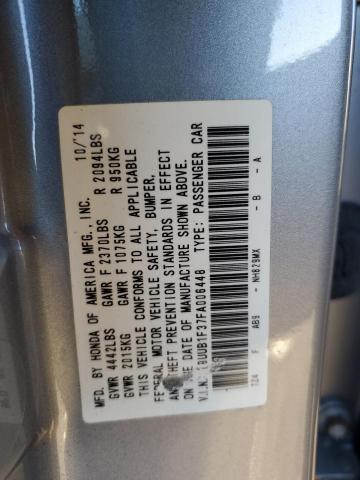 MFD. BY HONDA OF AMERICA MFG., INC. 10/14
GVWR 4442LBS GAWR F 2370LBS R 2094LBS
GVWR 2015KG GAWR F 1075KG R 950KG
THIS VEHICLE CONFORMS TO ALL APPLICABLE
FEDERAL MOTOR VEHICLE SAFETY, BUMPER,
AND THEFT PREVENTION STANDARDS IN EFFECT
ON THE DATE OF MANUFACTURE SHOWN ABOVE.
V.I.N.: 19UUB1F37FA006448 TYPE: PASSENGER CAR
TZ4 F AB9 - NH829MX - B - A